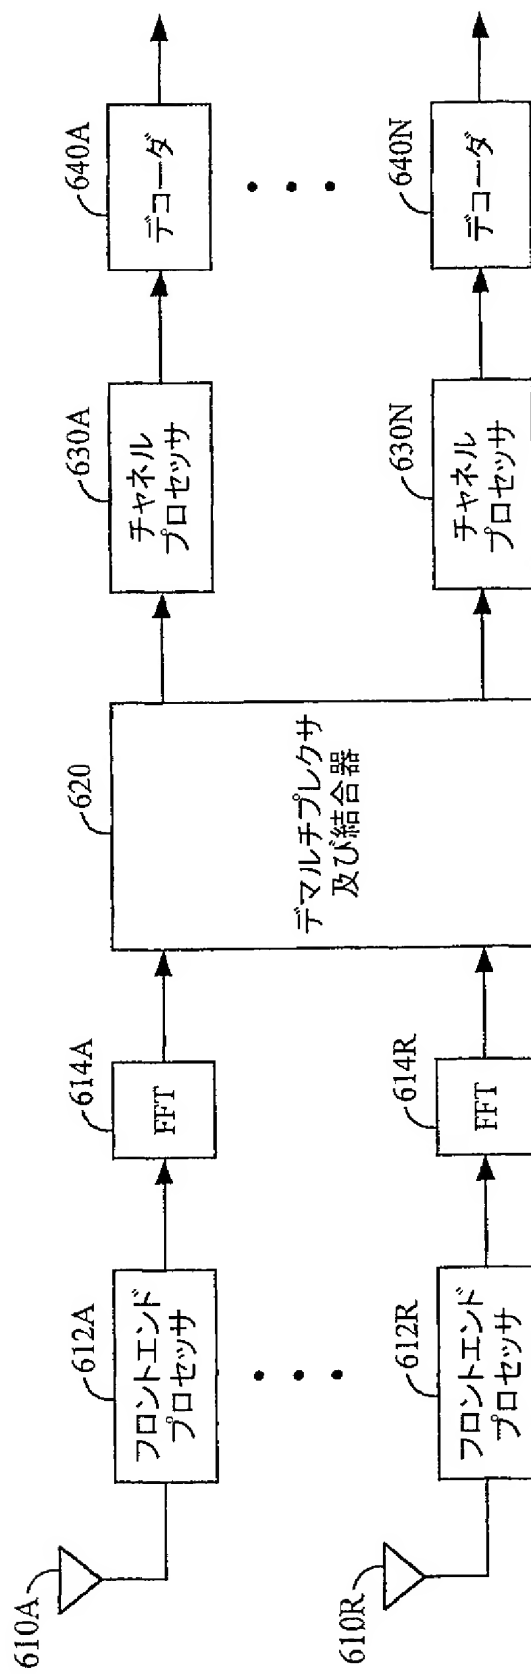 610A
612A
フロントエンド
プロセッサ
614A
FFT
620
デマルチプレクサ
及び結合器
630A
チャネル
プロセッサ
640A
デコーダ
610R
612R
フロントエンド
プロセッサ
614R
FFT
630N
チャネル
プロセッサ
640N
デコーダ